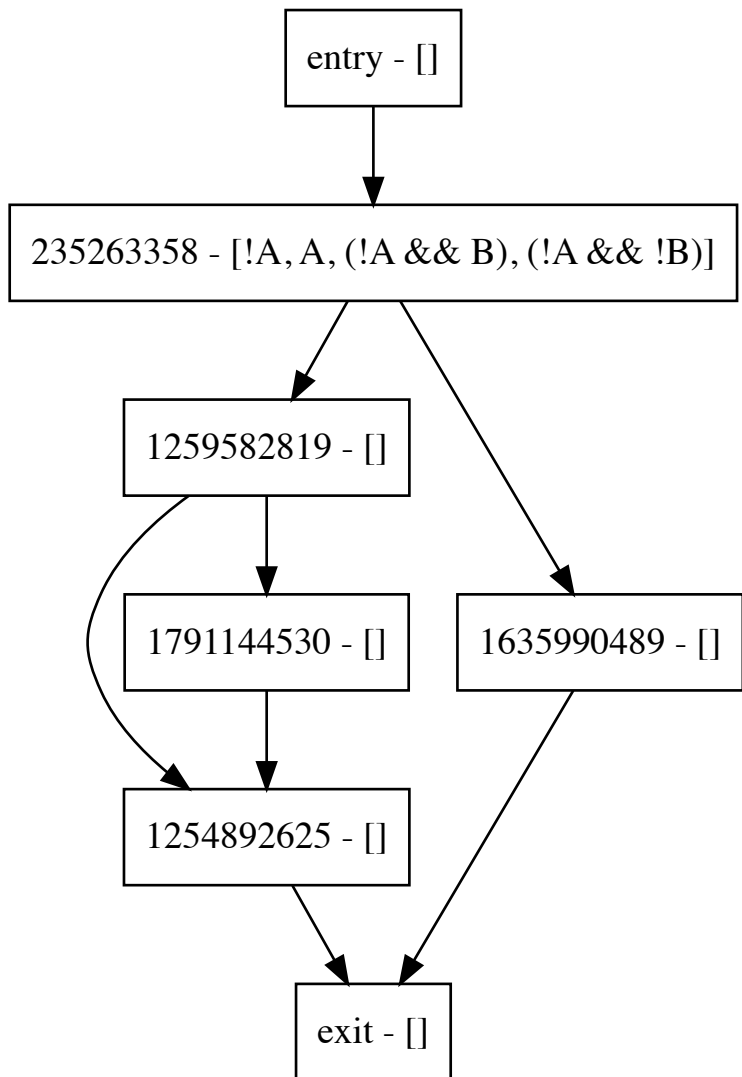 entry - []
235263358 - [!A, A, (!A && B), (!A && !B)]
1259582819 - []
1791144530 - []
1635990489 - []
1254892625 - []
exit - []